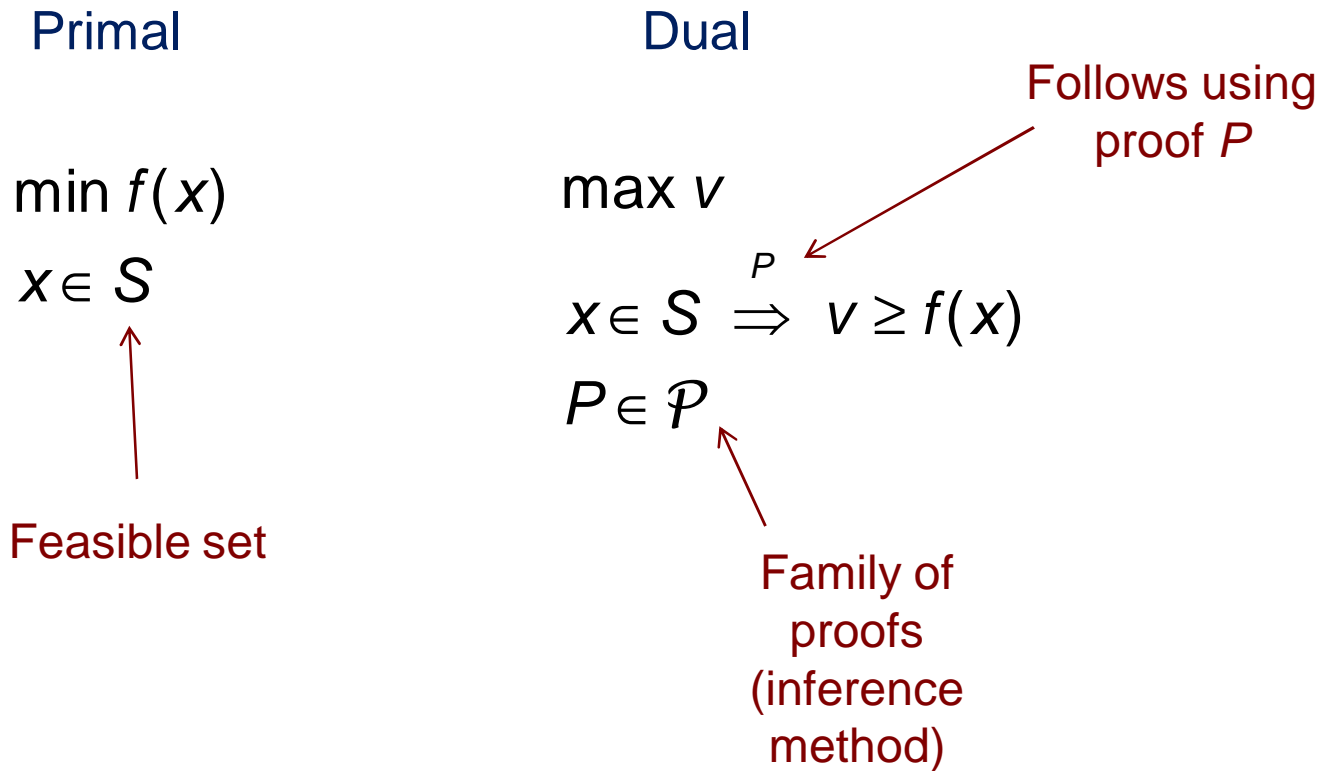 Primal
min f(x)
x ∈ S
Feasible set
Dual
max v
P
x ∈ S ⇒ v ≥ f(x)
P ∈ 𝒫
Follows using
proof P
Family of
proofs
(inference
method)